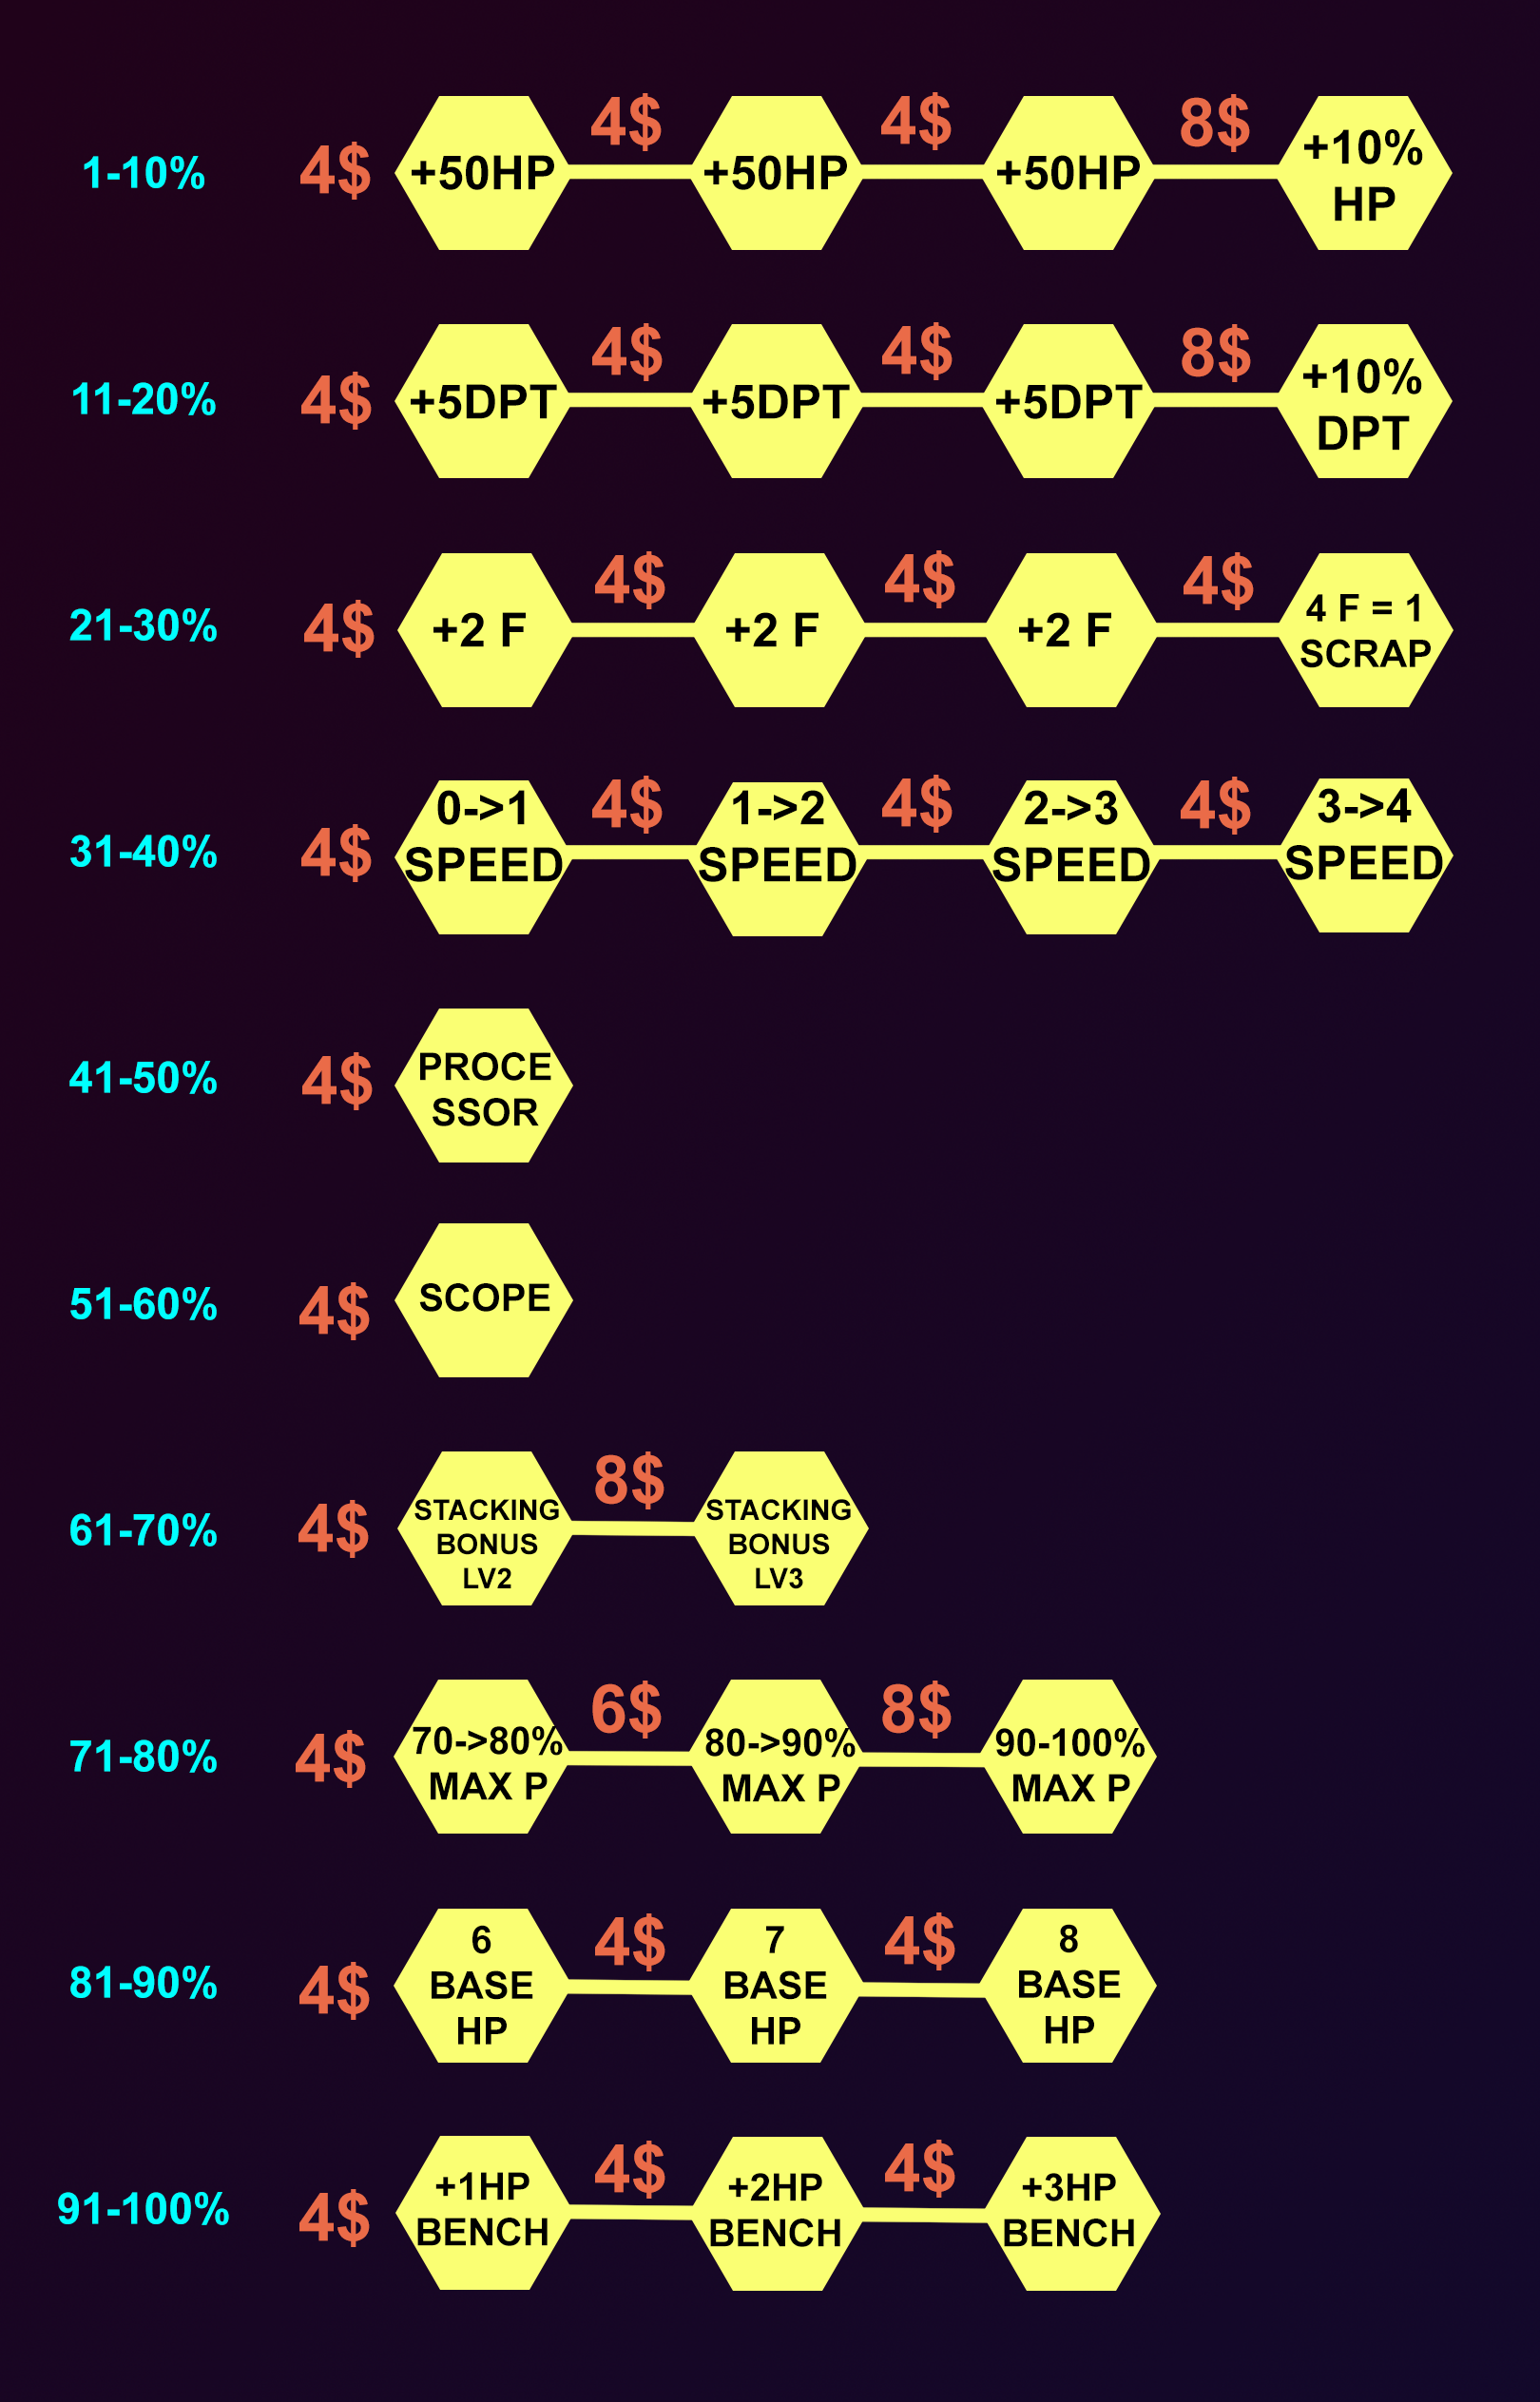 1-10%
4$
+50HP
4$
+50HP
4$
+50HP
8$
+10%
HP
11-20%
4$
+5DPT
4$
+5DPT
4$
+5DPT
8$
+10%
DPT
21-30%
4$
+2 F
4$
+2 F
4$
+2 F
4$
4 F = 1
SCRAP
31-40%
4$
0->1
SPEED
4$
1->2
SPEED
4$
2->3
SPEED
4$
3->4
SPEED
41-50%
4$
PROCE
SSOR
51-60%
4$
SCOPE
61-70%
4$
STACKING
BONUS
LV2
8$
STACKING
BONUS
LV3
71-80%
4$
70->80%
MAX P
6$
80->90%
MAX P
8$
90-100%
MAX P
81-90%
4$
6
BASE
HP
4$
7
BASE
HP
4$
8
BASE
HP
91-100%
4$
+1HP
BENCH
4$
+2HP
BENCH
4$
+3HP
BENCH